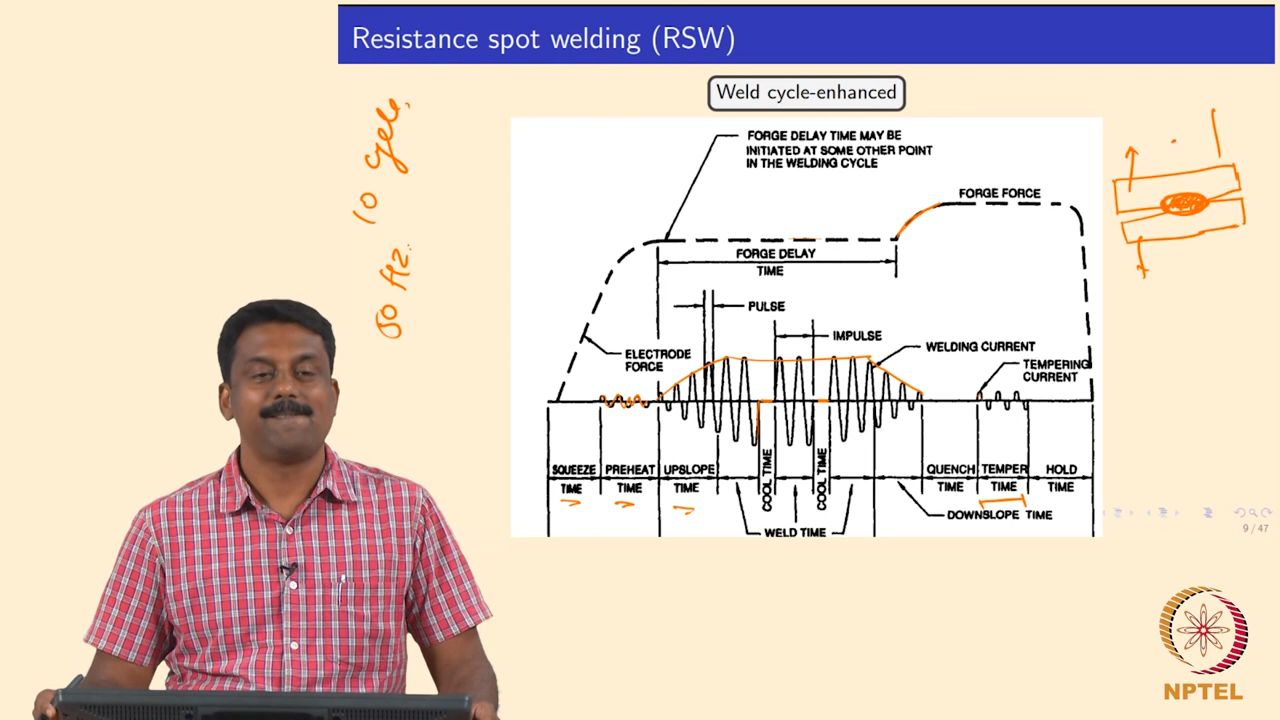 Resistance spot welding (RSW)
Weld cycle-enhanced
FORGE DELAY TIME MAY BE
INITIATED AT SOME OTHER POINT
IN THE WELDING CYCLE
FORGE FORCE
FORGE DELAY
TIME
PULSE
IMPULSE
WELDING CURRENT
ELECTRODE
FORCE
TEMPERING
CURRENT
SQUEEZE
TIME
PREHEAT
TIME
UPSLOPE
TIME
COOL TIME
COOL TIME
QUENCH
TIME
TEMPER
TIME
HOLD
TIME
WELD TIME
DOWNSLOPE TIME
50 Hz.
10 Cycle,
9 / 47
NPTEL